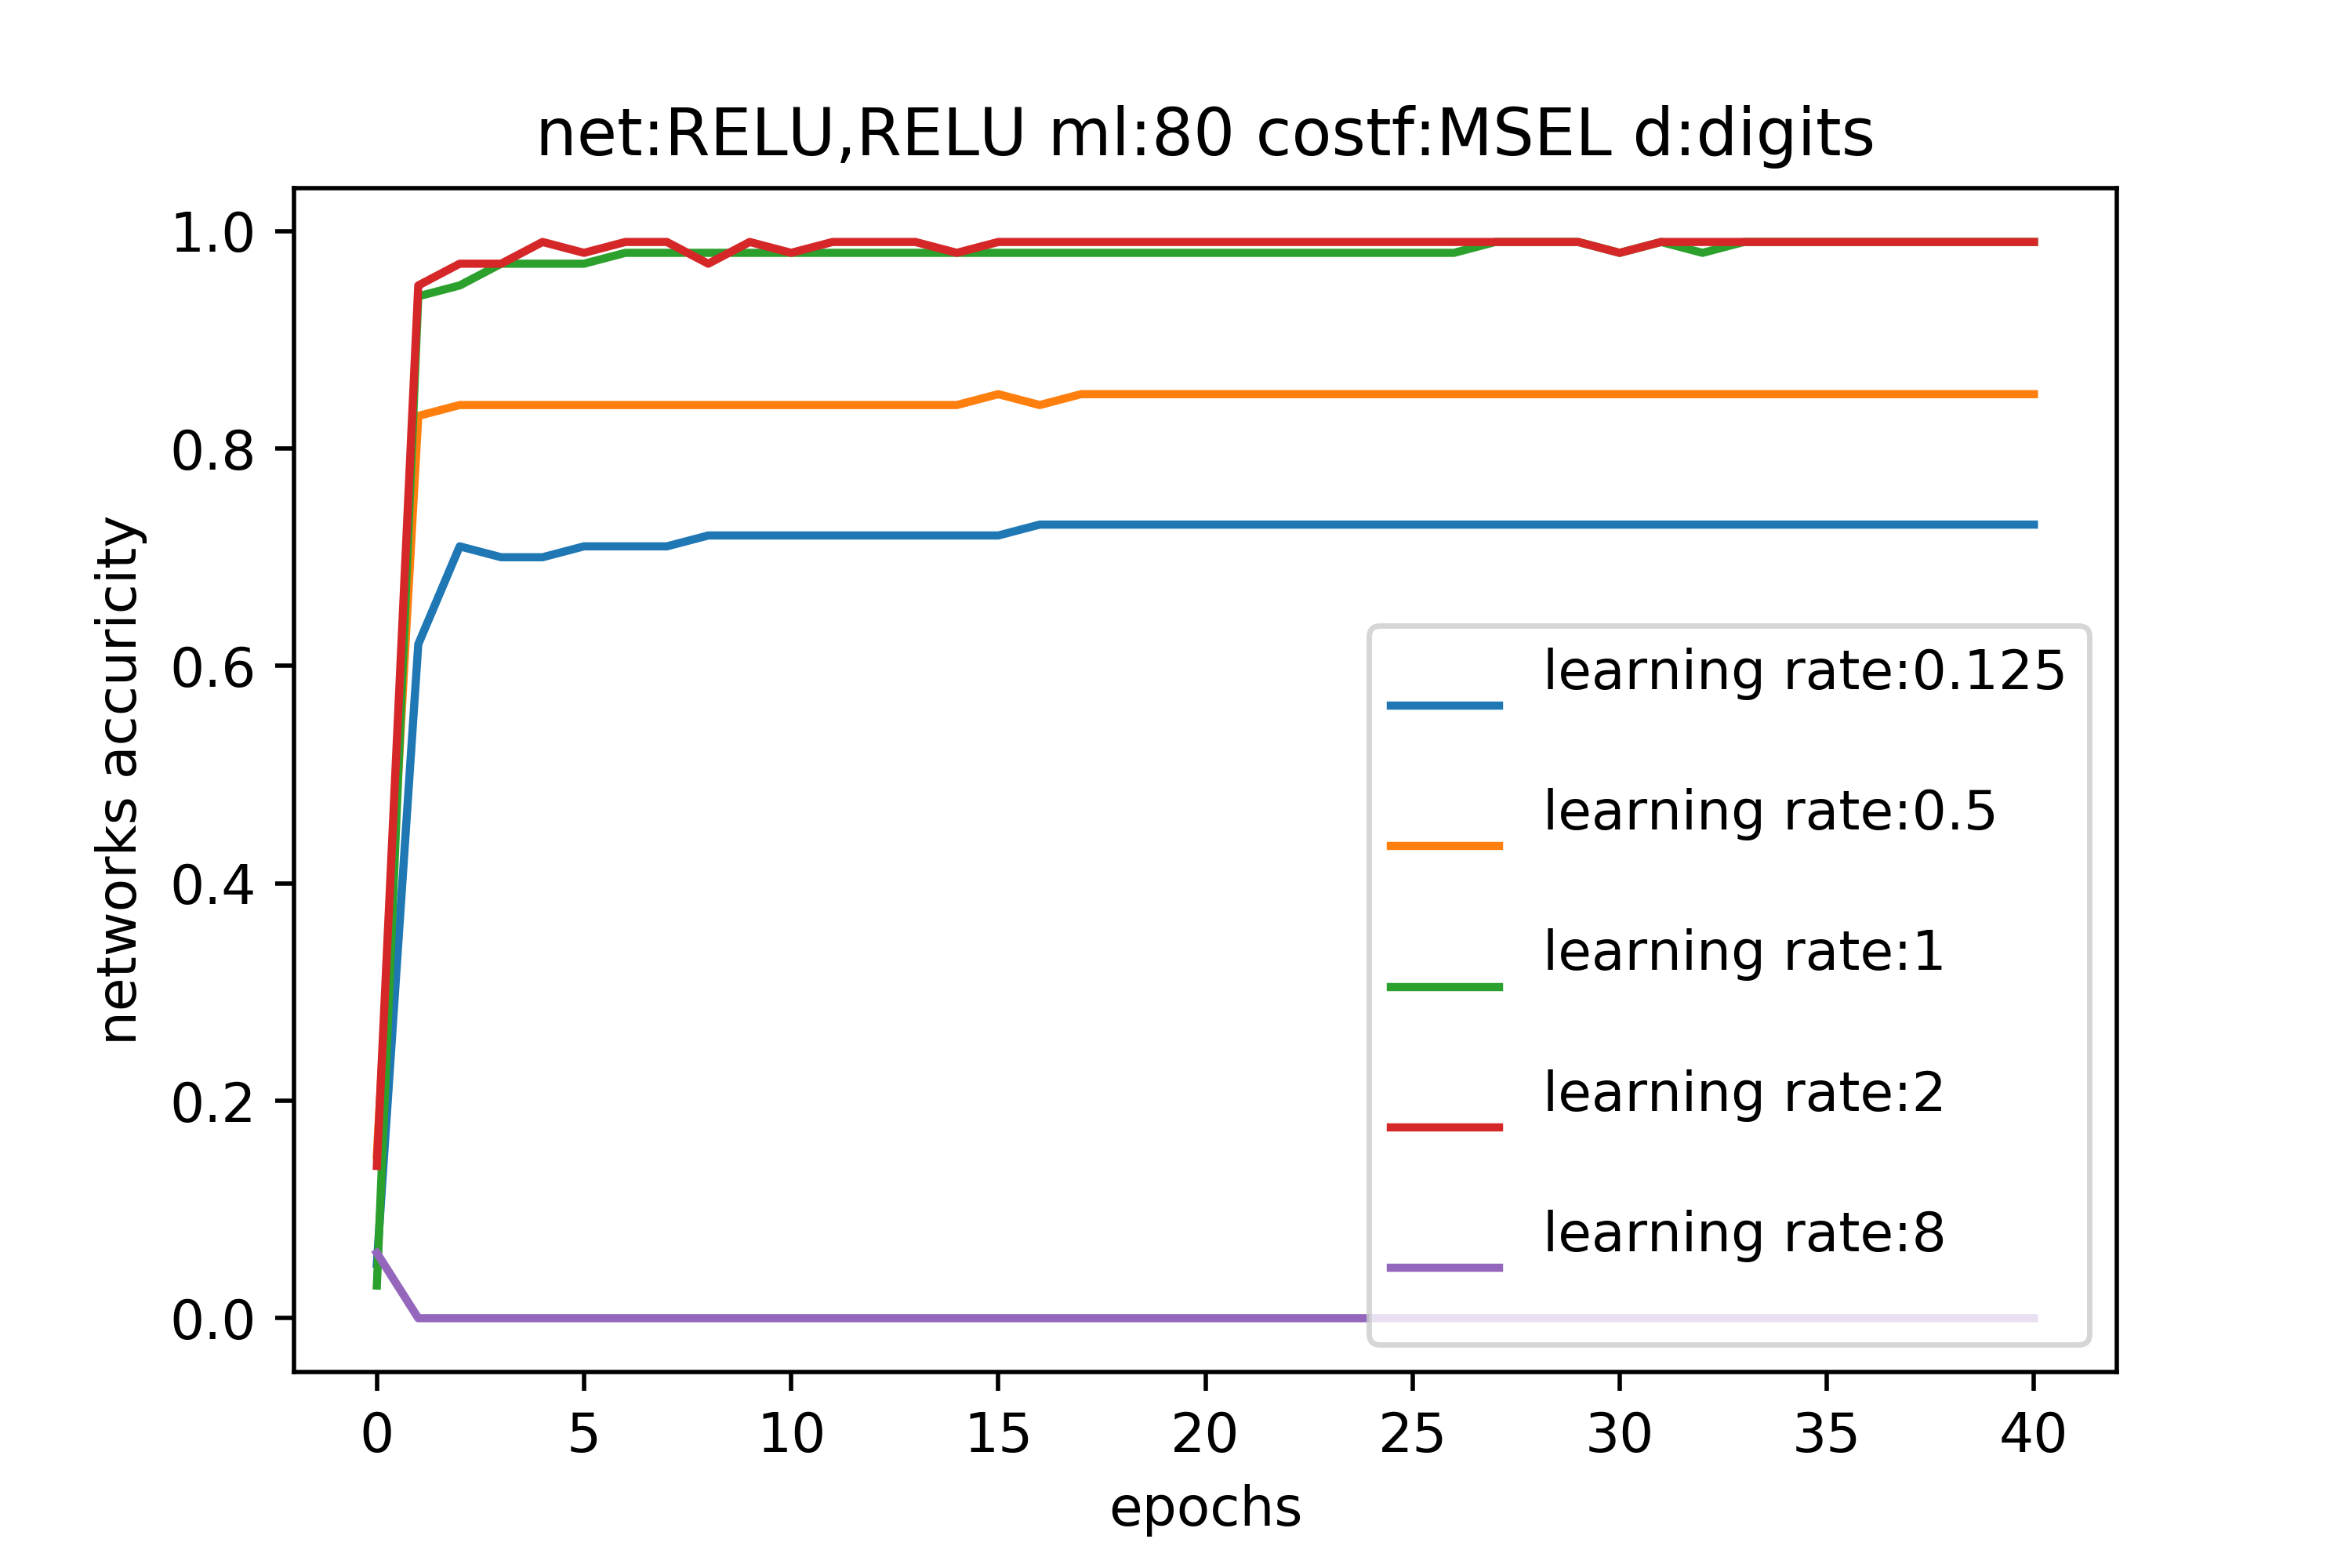 net:RELU,RELU ml:80 costf:MSEL d:digits
networks accuricity
1.0
0.8
0.6
0.4
0.2
0.0
learning rate:0.125
learning rate:0.5
learning rate:1
learning rate:2
learning rate:8
0 5 10 15 20 25 30 35 40
epochs